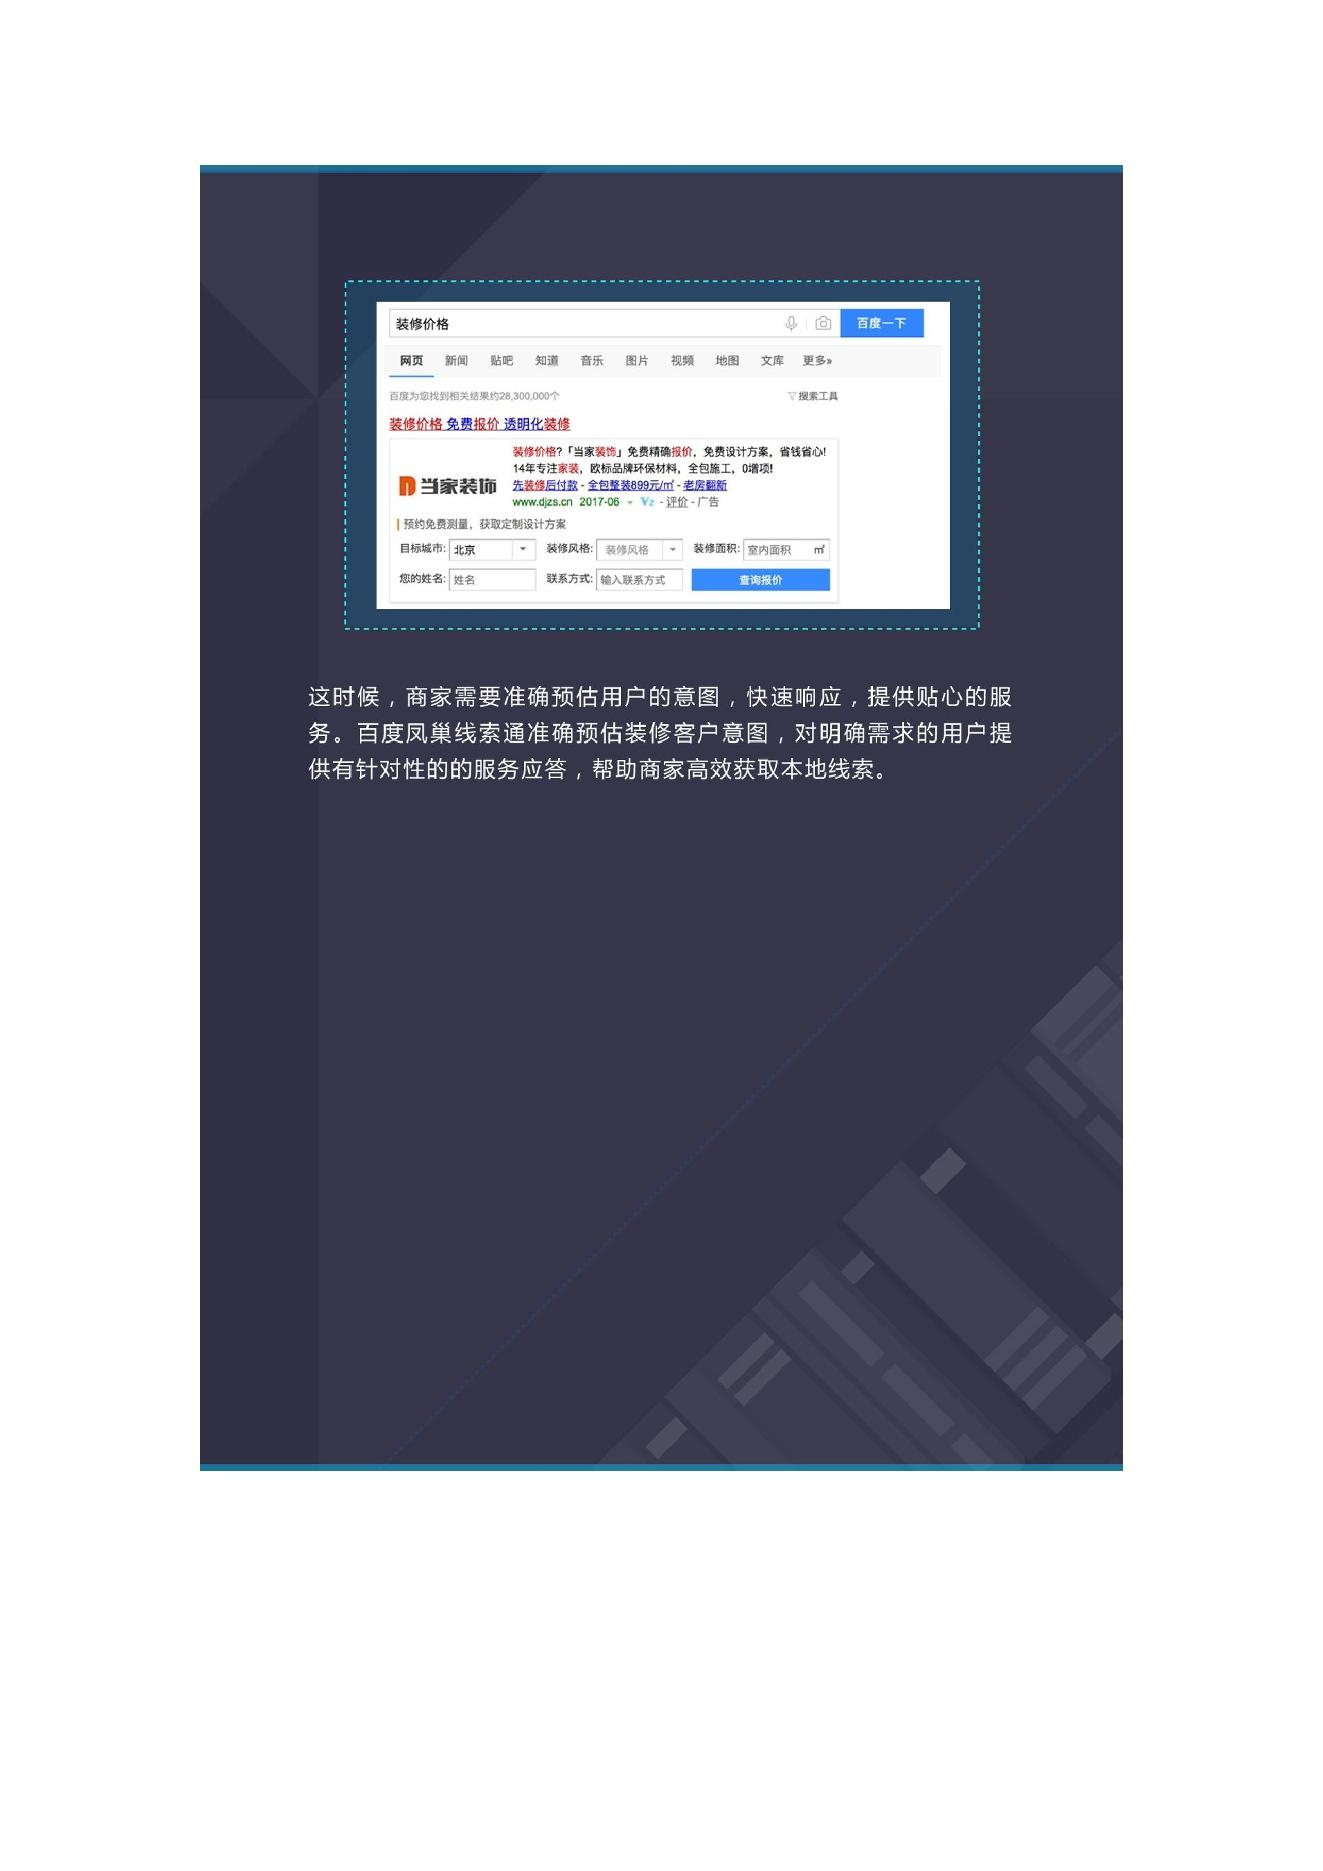 装修价格 百度一下
网页 新闻 贴吧 知道 音乐 图片 视频 地图 文库 更多»
百度为您找到相关结果约28,300,000个 搜索工具
装修价格 免费报价 透明化装修
装修价格?「当家装饰」免费精确报价，免费设计方案，省钱省心!
14年专注家装，欧标品牌环保材料，全包施工，0增项!
当家装饰
先装修后付款 - 全包整装899元/㎡ - 老房翻新
www.djzs.cn 2017-06 V2 - 评价 - 广告
预约免费测量，获取定制设计方案
目标城市: 北京 装修风格: 装修风格 装修面积: 室内面积 ㎡
您的姓名: 姓名 联系方式: 输入联系方式 查询报价
这时候，商家需要准确预估用户的意图，快速响应，提供贴心的服
务。百度凤巢线索通准确预估装修客户意图，对明确需求的用户提
供有针对性的的服务应答，帮助商家高效获取本地线索。